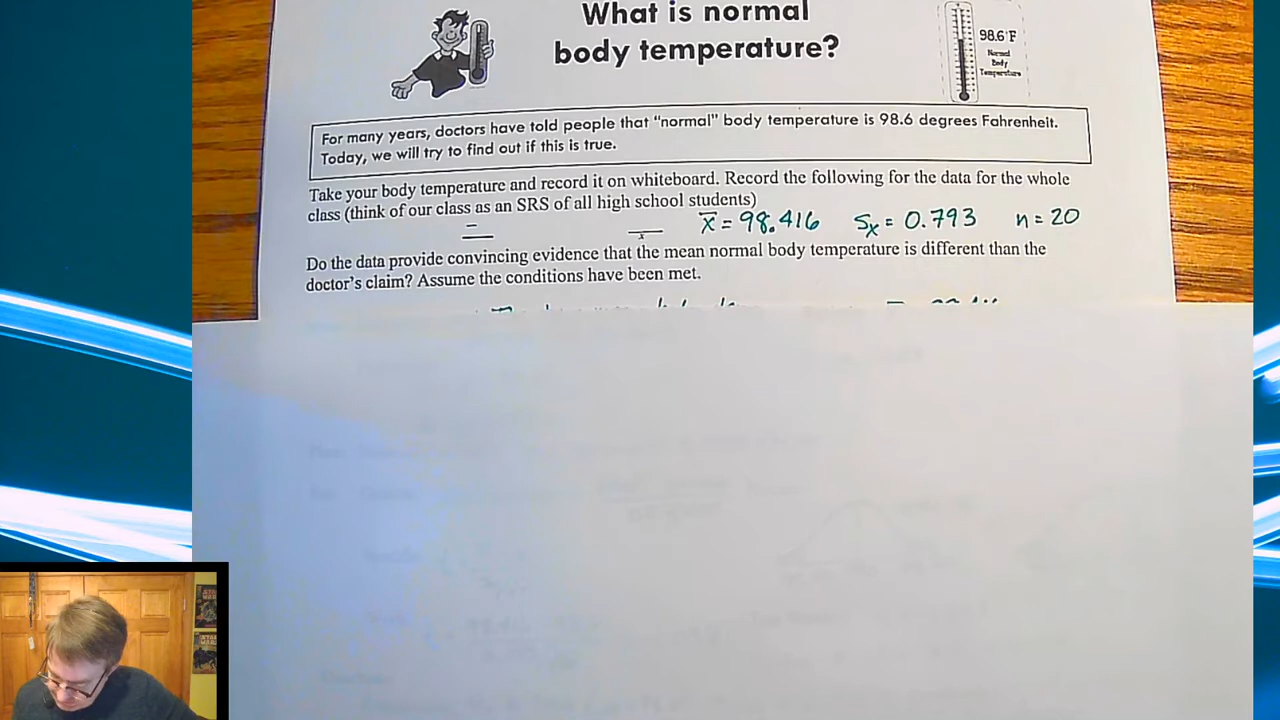 What is normal
body temperature?
98.6°F
Normal
Body
Temperature
For many years, doctors have told people that “normal” body temperature is 98.6 degrees Fahrenheit.
Today, we will try to find out if this is true.
Take your body temperature and record it on whiteboard. Record the following for the data for the whole
class (think of our class as an SRS of all high school students)
x̅ = 98.416 Sx = 0.793 n = 20
Do the data provide convincing evidence that the mean normal body temperature is different than the
doctor’s claim? Assume the conditions have been met.